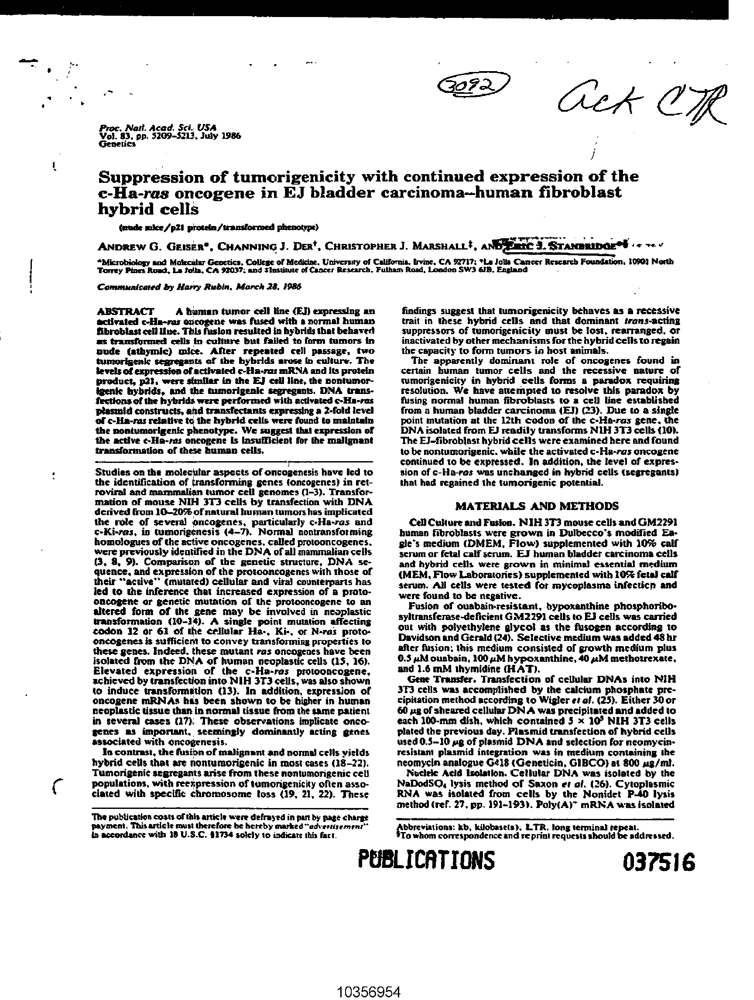 3092
ack CTR
Proc. Natl. Acad. Sci. USA
Vol. 83, pp. 5209-5213, July 1986
Genetics
Suppression of tumorigenicity with continued expression of the
c-Ha-ras oncogene in EJ bladder carcinoma–human fibroblast
hybrid cells
(nude mice/p21 protein/transformed phenotype)
ANDREW G. GEISER*, CHANNING J. DER†, CHRISTOPHER J. MARSHALL‡, AND ERIC J. STANBRIDGE*§
*Microbiology and Molecular Genetics, College of Medicine, University of California, Irvine, CA 92717; †La Jolla Cancer Research Foundation, 10901 North
Torrey Pines Road, La Jolla, CA 92037; and ‡Institute of Cancer Research, Fulham Road, London SW3 6JB, England
Communicated by Harry Rubin, March 28, 1986
ABSTRACT A human tumor cell line (EJ) expressing an
activated c-Ha-ras oncogene was fused with a normal human
fibroblast cell line. This fusion resulted in hybrids that behaved
as transformed cells in culture but failed to form tumors in
nude (athymic) mice. After repeated cell passage, two
tumorigenic segregants of the hybrids arose in culture. The
levels of expression of activated c-Ha-ras mRNA and its protein
product, p21, were similar in the EJ cell line, the nontumor-
igenic hybrids, and the tumorigenic segregants. DNA trans-
fections of the hybrids were performed with activated c-Ha-ras
plasmid constructs, and transfectants expressing a 2-fold level
of c-Ha-ras relative to the hybrid cells were found to maintain
the nontumorigenic phenotype. We suggest that expression of
the active c-Ha-ras oncogene is insufficient for the malignant
transformation of these human cells.
Studies on the molecular aspects of oncogenesis have led to
the identification of transforming genes (oncogenes) in ret-
roviral and mammalian tumor cell genomes (1-3). Transfor-
mation of mouse NIH 3T3 cells by transfection with DNA
derived from 10-20% of natural human tumors has implicated
the role of several oncogenes, particularly c-Ha-ras and
c-Ki-ras, in tumorigenesis (4-7). Normal nontransforming
homologues of the active oncogenes, called protooncogenes,
were previously identified in the DNA of all mammalian cells
(3, 8, 9). Comparison of the genetic structure, DNA se-
quence, and expression of the protooncogenes with those of
their "active" (mutated) cellular and viral counterparts has
led to the inference that increased expression of a proto-
oncogene or genetic mutation of the protooncogene to an
altered form of the gene may be involved in neoplastic
transformation (10-14). A single point mutation affecting
codon 12 or 61 of the cellular Ha-, Ki-, or N-ras proto-
oncogenes is sufficient to convey transforming properties to
these genes. Indeed, these mutant ras oncogenes have been
isolated from the DNA of human neoplastic cells (15, 16).
Elevated expression of the c-Ha-ras protooncogene,
achieved by transfection into NIH 3T3 cells, was also shown
to induce transformation (13). In addition, expression of
oncogene mRNAs has been shown to be higher in human
neoplastic tissue than in normal tissue from the same patient
in several cases (17). These observations implicate onco-
genes as important, seemingly dominantly acting genes
associated with oncogenesis.
In contrast, the fusion of malignant and normal cells yields
hybrid cells that are nontumorigenic in most cases (18-22).
Tumorigenic segregants arise from these nontumorigenic cell
populations, with reexpression of tumorigenicity often asso-
ciated with specific chromosome loss (19, 21, 22). These
The publication costs of this article were defrayed in part by page charge
payment. This article must therefore be hereby marked "advertisement"
in accordance with 18 U.S.C. §1734 solely to indicate this fact.
findings suggest that tumorigenicity behaves as a recessive
trait in these hybrid cells and that dominant trans-acting
suppressors of tumorigenicity must be lost, rearranged, or
inactivated by other mechanisms for the hybrid cells to regain
the capacity to form tumors in host animals.
The apparently dominant role of oncogenes found in
certain human tumor cells and the recessive nature of
tumorigenicity in hybrid cells forms a paradox requiring
resolution. We have attempted to resolve this paradox by
fusing normal human fibroblasts to a cell line established
from a human bladder carcinoma (EJ) (23). Due to a single
point mutation at the 12th codon of the c-Ha-ras gene, the
DNA isolated from EJ readily transforms NIH 3T3 cells (10).
The EJ–fibroblast hybrid cells were examined here and found
to be nontumorigenic, while the activated c-Ha-ras oncogene
continued to be expressed. In addition, the level of expres-
sion of c-Ha-ras was unchanged in hybrid cells (segregants)
that had regained the tumorigenic potential.
MATERIALS AND METHODS
Cell Culture and Fusion. NIH 3T3 mouse cells and GM2291
human fibroblasts were grown in Dulbecco's modified Ea-
gle's medium (DMEM, Flow) supplemented with 10% calf
serum or fetal calf serum. EJ human bladder carcinoma cells
and hybrid cells were grown in minimal essential medium
(MEM, Flow Laboratories) supplemented with 10% fetal calf
serum. All cells were tested for mycoplasma infection and
were found to be negative.
Fusion of ouabain-resistant, hypoxanthine phosphoribo-
syltransferase-deficient GM2291 cells to EJ cells was carried
out with polyethylene glycol as the fusogen according to
Davidson and Gerald (24). Selective medium was added 48 hr
after fusion; this medium consisted of growth medium plus
0.5 μM ouabain, 100 μM hypoxanthine, 40 μM methotrexate,
and 1.6 mM thymidine (HAT).
Gene Transfer. Transfection of cellular DNAs into NIH
3T3 cells was accomplished by the calcium phosphate pre-
cipitation method according to Wigler et al. (25). Either 30 or
60 μg of sheared cellular DNA was precipitated and added to
each 100-mm dish, which contained 5 × 10⁵ NIH 3T3 cells
plated the previous day. Plasmid transfection of hybrid cells
used 0.5-10 μg of plasmid DNA and selection for neomycin-
resistant plasmid integration was in medium containing the
neomycin analogue G418 (Geneticin, GIBCO) at 800 μg/ml.
Nucleic Acid Isolation. Cellular DNA was isolated by the
NaDodSO₄ lysis method of Saxon et al. (26). Cytoplasmic
RNA was isolated from cells by the Nonidet P-40 lysis
method (ref. 27, pp. 191-193). Poly(A)⁺ mRNA was isolated
Abbreviations: kb, kilobase(s); LTR, long terminal repeat.
§To whom correspondence and reprint requests should be addressed.
PUBLICATIONS
037516
10356954